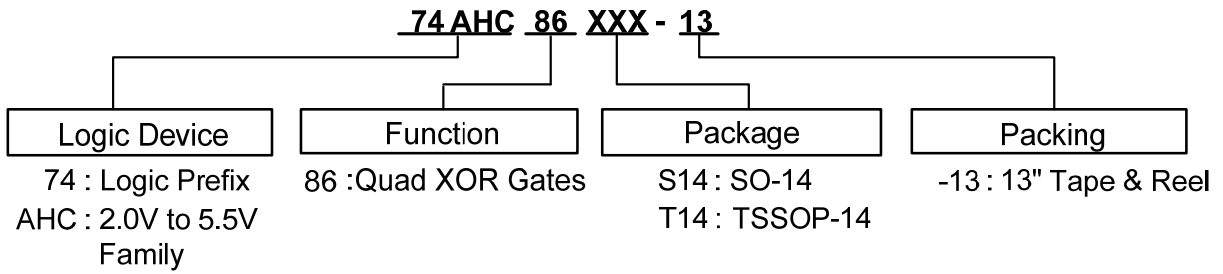 74 AHC 86 XXX - 13
Logic Device
Function
Package
Packing
74 : Logic Prefix
AHC : 2.0V to 5.5V
Family
86 :Quad XOR Gates
S14 : SO-14
T14 : TSSOP-14
-13 : 13" Tape & Reel